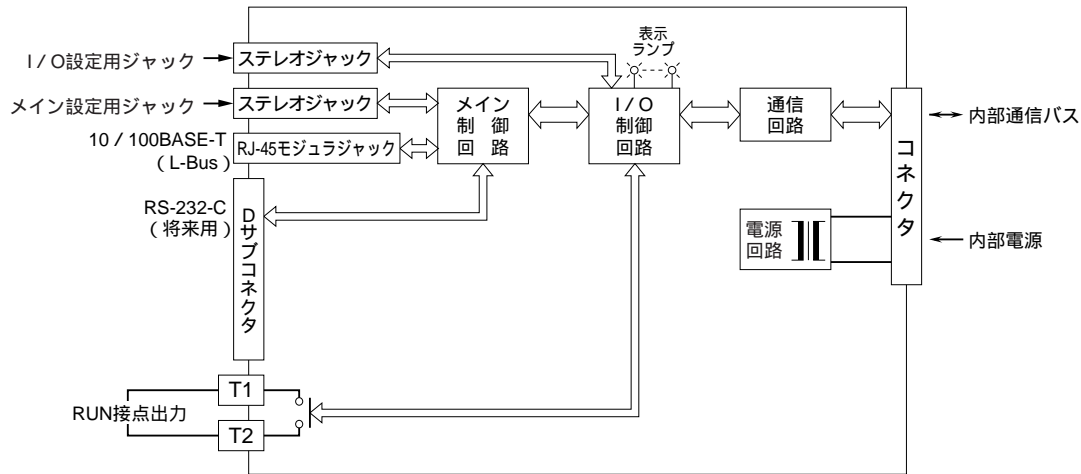 表示
ランプ
I / O設定用ジャック
ステレオジャック
メイン設定用ジャック
ステレオジャック
10 / 100BASE-T
( L-Bus )
RJ-45モジュラジャック
メイン
制 御
回 路
I / O
制御
回路
通信
回路
コネクタ
内部通信バス
RS-232-C
( 将来用 )
Dサブコネクタ
電源
回路
内部電源
RUN接点出力
T1
T2